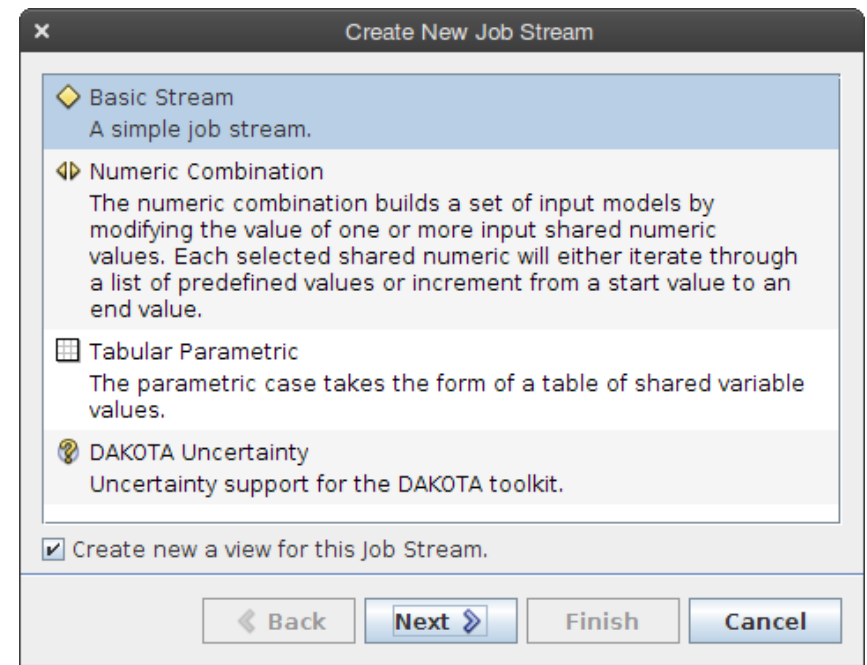 Create New Job Stream
Basic Stream
A simple job stream.
Numeric Combination
The numeric combination builds a set of input models by
modifying the value of one or more input shared numeric
values. Each selected shared numeric will either iterate through
a list of predefined values or increment from a start value to an
end value.
Tabular Parametric
The parametric case takes the form of a table of shared variable
values.
DAKOTA Uncertainty
Uncertainty support for the DAKOTA toolkit.
Create new a view for this Job Stream.
Back Next Finish Cancel